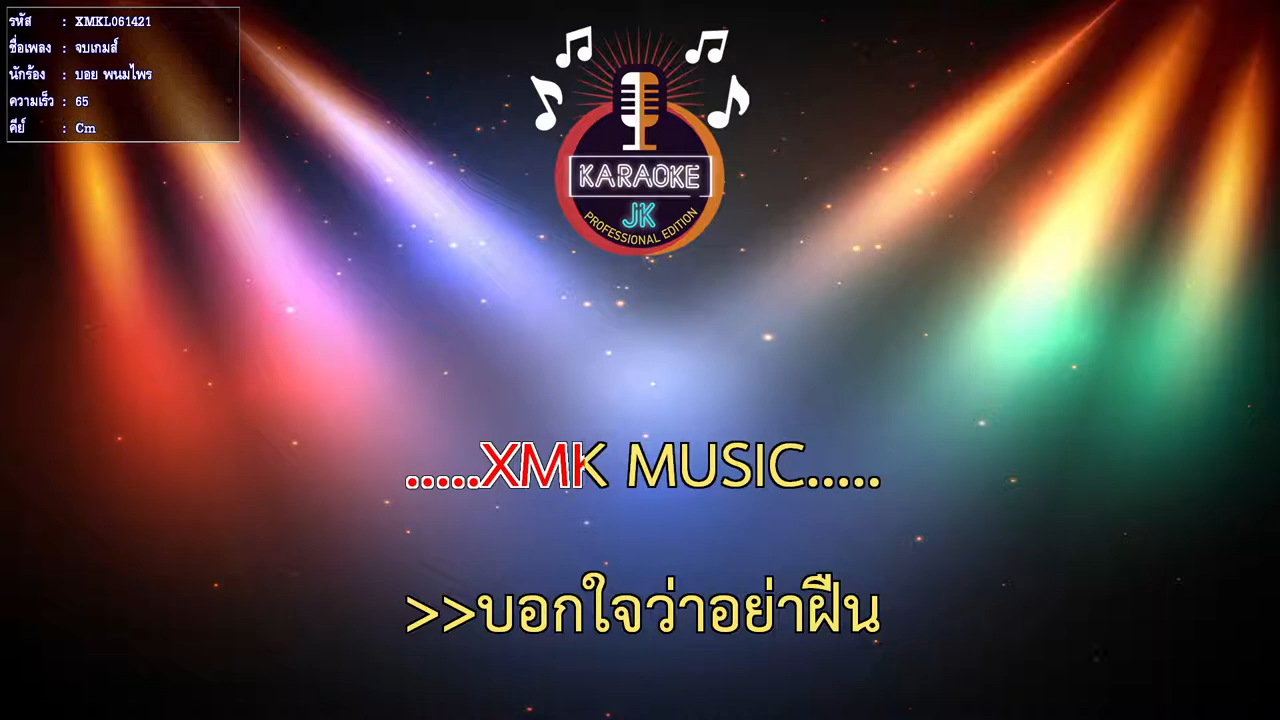 รหัส : XMKL061421
ชื่อเพลง : จบเกมส์
นักร้อง : บอย พนมไพร
ความเร็ว : 65
คีย์ : Cm
KARAOKE
JK
PROFESSIONAL EDITION
.....XMK MUSIC.....
>>บอกใจว่าอย่าฝืน